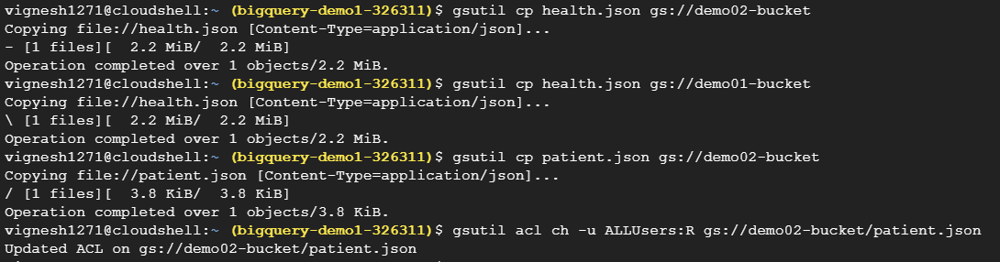 vignesh1271@cloudshell:~ (bigquery-demo1-326311)$ gsutil cp health.json gs://demo02-bucket
Copying file://health.json [Content-Type=application/json]...
- [1 files][  2.2 MiB/  2.2 MiB]
Operation completed over 1 objects/2.2 MiB.
vignesh1271@cloudshell:~ (bigquery-demo1-326311)$ gsutil cp health.json gs://demo01-bucket
Copying file://health.json [Content-Type=application/json]...
\ [1 files][  2.2 MiB/  2.2 MiB]
Operation completed over 1 objects/2.2 MiB.
vignesh1271@cloudshell:~ (bigquery-demo1-326311)$ gsutil cp patient.json gs://demo02-bucket
Copying file://patient.json [Content-Type=application/json]...
/ [1 files][  3.8 KiB/  3.8 KiB]
Operation completed over 1 objects/3.8 KiB.
vignesh1271@cloudshell:~ (bigquery-demo1-326311)$ gsutil acl ch -u ALLUsers:R gs://demo02-bucket/patient.json
Updated ACL on gs://demo02-bucket/patient.json